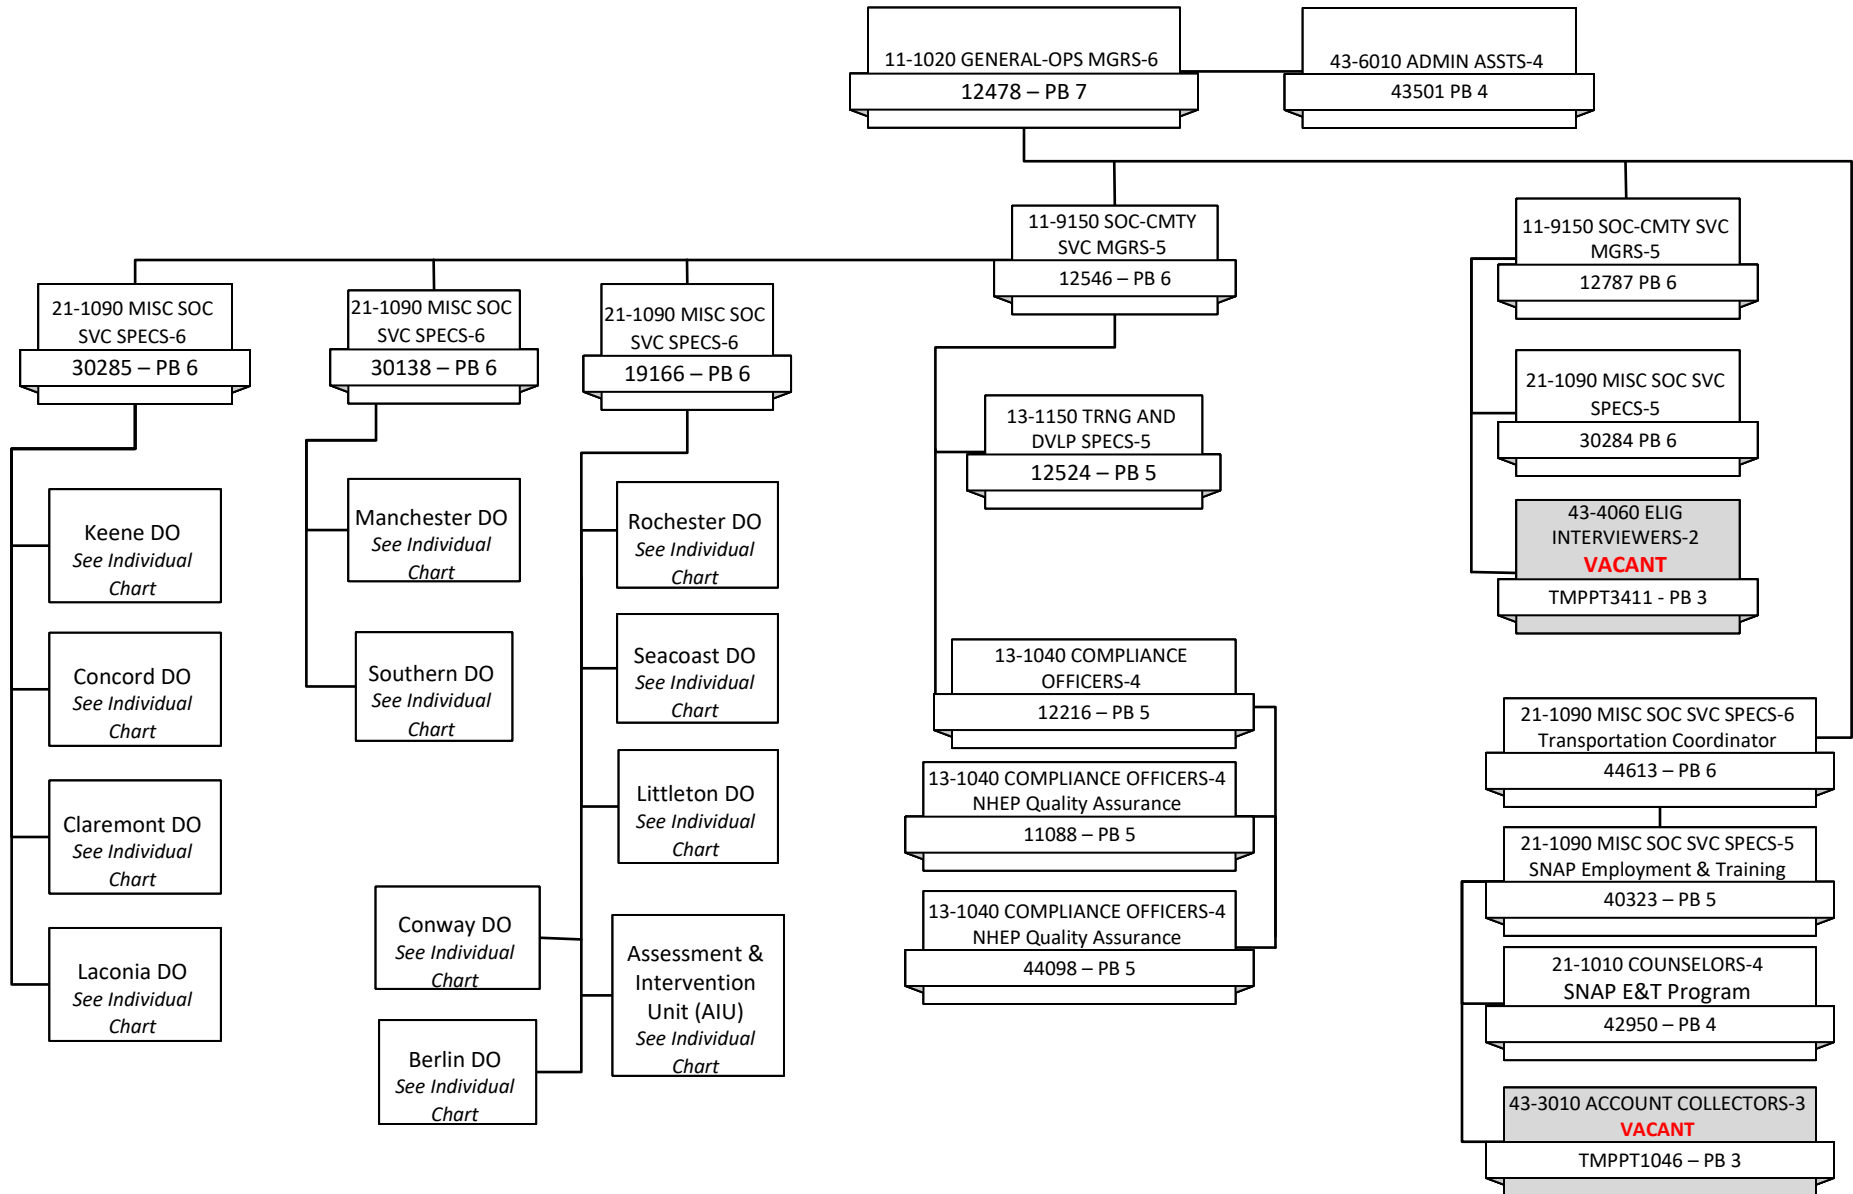 11-1020 GENERAL-OPS MGRS-6
12478 – PB 7
43-6010 ADMIN ASSTS-4
43501 PB 4
11-9150 SOC-CMTY
SVC MGRS-5
12546 – PB 6
11-9150 SOC-CMTY SVC
MGRS-5
12787 PB 6
21-1090 MISC SOC
SVC SPECS-6
30285 – PB 6
21-1090 MISC SOC
SVC SPECS-6
30138 – PB 6
21-1090 MISC SOC
SVC SPECS-6
19166 – PB 6
Keene DO
See Individual
Chart
Concord DO
See Individual
Chart
Claremont DO
See Individual
Chart
Laconia DO
See Individual
Chart
Manchester DO
See Individual
Chart
Southern DO
See Individual
Chart
Rochester DO
See Individual
Chart
Seacoast DO
See Individual
Chart
Littleton DO
See Individual
Chart
Conway DO
See Individual
Chart
Assessment &
Intervention
Unit (AIU)
See Individual
Chart
Berlin DO
See Individual
Chart
13-1150 TRNG AND
DVLP SPECS-5
12524 – PB 5
13-1040 COMPLIANCE
OFFICERS-4
12216 – PB 5
13-1040 COMPLIANCE OFFICERS-4
NHEP Quality Assurance
11088 – PB 5
13-1040 COMPLIANCE OFFICERS-4
NHEP Quality Assurance
44098 – PB 5
21-1090 MISC SOC SVC
SPECS-5
30284 PB 6
43-4060 ELIG
INTERVIEWERS-2
VACANT
TMPPT3411 - PB 3
21-1090 MISC SOC SVC SPECS-6
Transportation Coordinator
44613 – PB 6
21-1090 MISC SOC SVC SPECS-5
SNAP Employment & Training
40323 – PB 5
21-1010 COUNSELORS-4
SNAP E&T Program
42950 – PB 4
43-3010 ACCOUNT COLLECTORS-3
VACANT
TMPPT1046 – PB 3